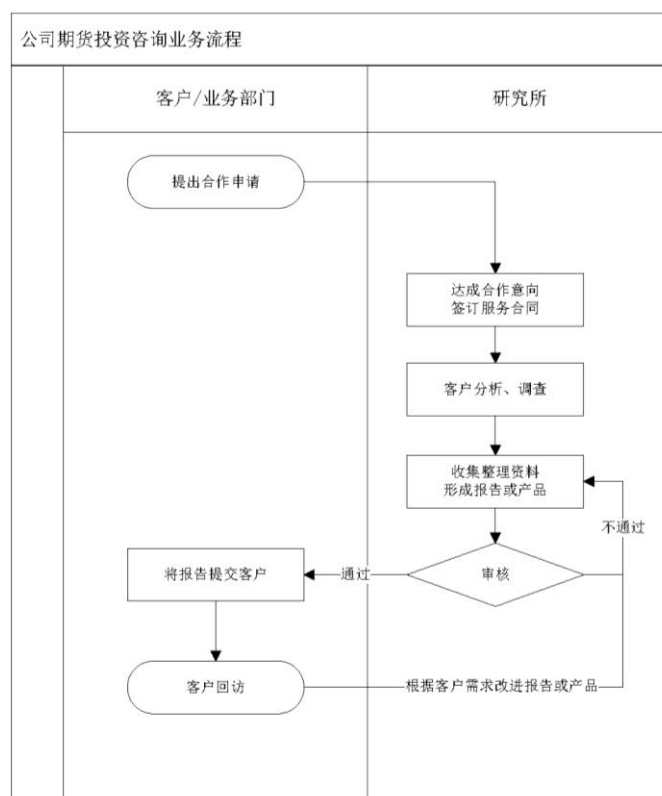 公司期货投资咨询业务流程
客户/业务部门
研究所
提出合作申请
达成合作意向
签订服务合同
客户分析、调查
收集整理资料
形成报告或产品
不通过
将报告提交客户
通过
审核
客户回访
根据客户需求改进报告或产品